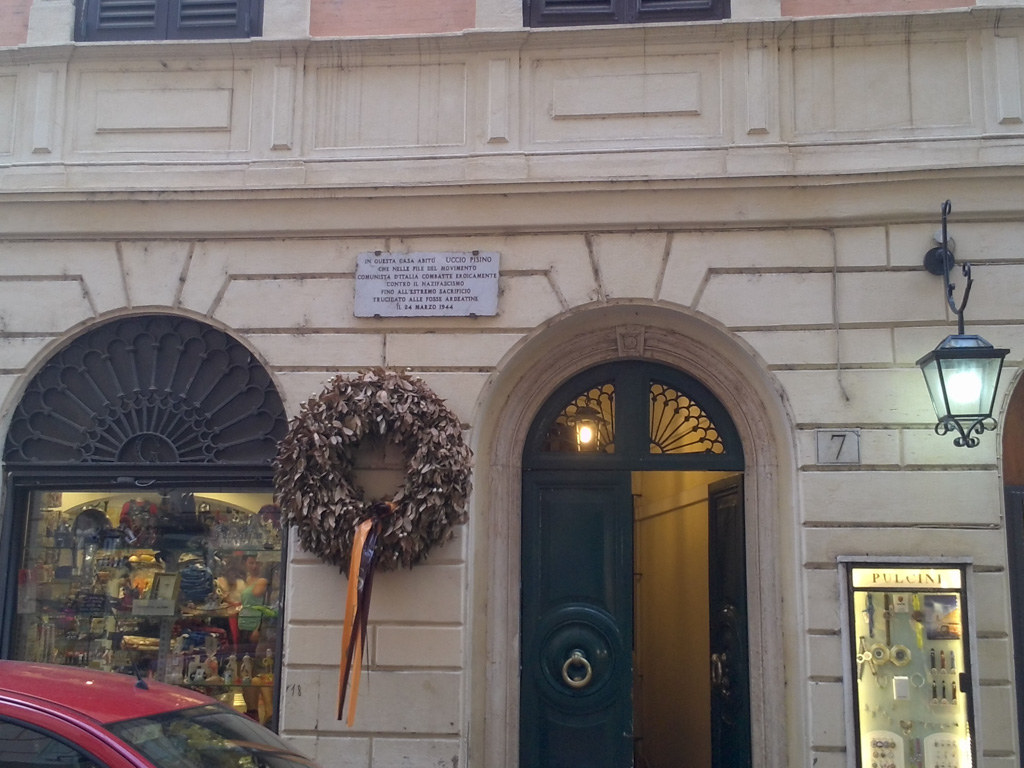 IN QUESTA CASA ABITÒ UCCIO PISINO
CHE NELLE FILE DEL MOVIMENTO
COMUNISTA D'ITALIA COMBATTÈ EROICAMENTE
CONTRO IL NAZIFASCISMO
FINO ALL'ESTREMO SACRIFICIO
TRUCIDATO ALLE FOSSE ARDEATINE
IL 24 MARZO 1944
7
PULCINI